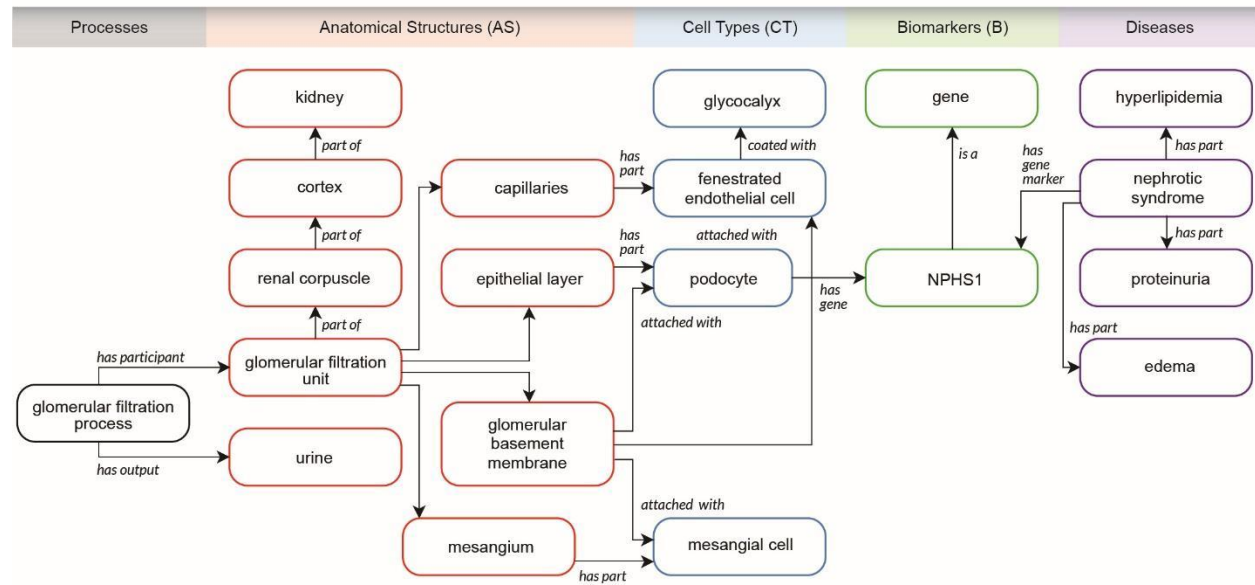 Processes
Anatomical Structures (AS)
Cell Types (CT)
Biomarkers (B)
Diseases
kidney
glycocalyx
gene
hyperlipidemia
part of
coated with
is a
has part
cortex
capillaries
has
part
fenestrated
endothelial cell
has
gene
marker
nephrotic
syndrome
part of
attached with
has part
renal corpuscle
epithelial layer
has
part
podocyte
has
gene
NPHS1
proteinuria
part of
attached with
has part
has participant
glomerular filtration
unit
edema
glomerular filtration
process
glomerular
basement
membrane
has output
urine
attached with
mesangium
has part
mesangial cell